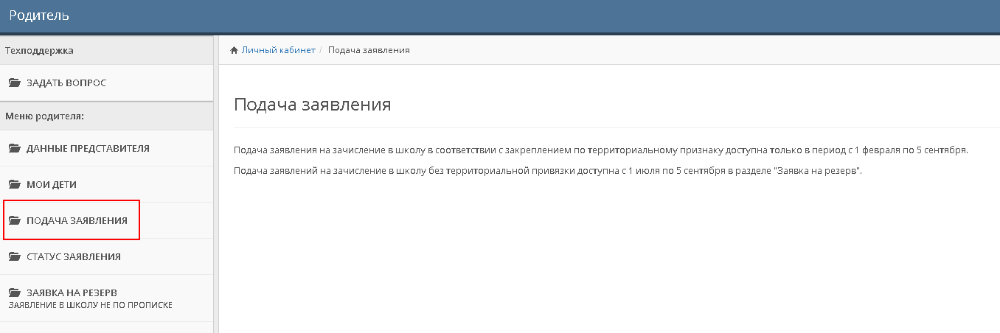 Родитель
Техподдержка
ЗАДАТЬ ВОПРОС
Меню родителя:
ДАННЫЕ ПРЕДСТАВИТЕЛЯ
МОИ ДЕТИ
ПОДАЧА ЗАЯВЛЕНИЯ
СТАТУС ЗАЯВЛЕНИЯ
ЗАЯВКА НА РЕЗЕРВ
ЗАЯВЛЕНИЕ В ШКОЛУ НЕ ПО ПРОПИСКЕ
Личный кабинет / Подача заявления
Подача заявления
Подача заявления на зачисление в школу в соответствии с закреплением по территориальному признаку доступна только в период с 1 февраля по 5 сентября.
Подача заявлений на зачисление в школу без территориальной привязки доступна с 1 июля по 5 сентября в разделе "Заявка на резерв".